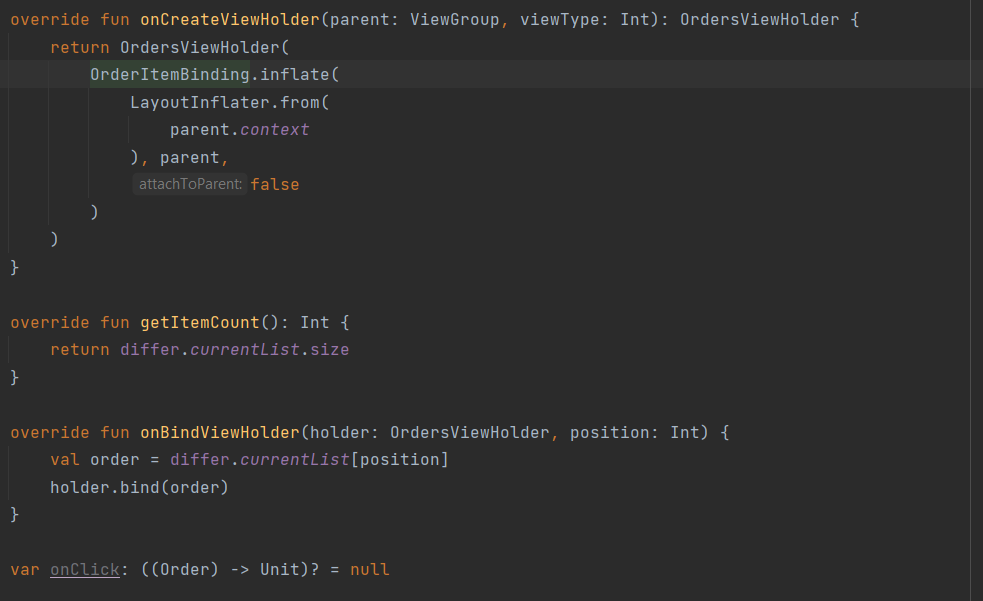 override fun onCreateViewHolder(parent: ViewGroup, viewType: Int): OrdersViewHolder {
return OrdersViewHolder(
OrderItemBinding.inflate(
LayoutInflater.from(
parent.context
), parent,
attachToParent: false
)
)
}
override fun getItemCount(): Int {
return differ.currentList.size
}
override fun onBindViewHolder(holder: OrdersViewHolder, position: Int) {
val order = differ.currentList[position]
holder.bind(order)
}
var onClick: ((Order) -> Unit)? = null